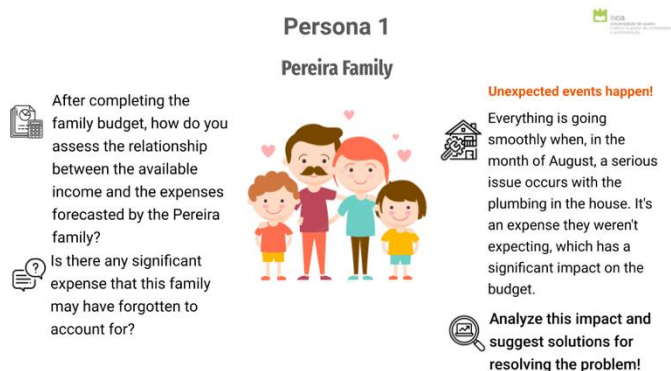 Persona 1
Pereira Family
isca
After completing the
family budget, how do you
assess the relationship
between the available
income and the expenses
forecasted by the Pereira
family?
Is there any significant
expense that this family
may have forgotten to
account for?
Unexpected events happen!
Everything is going
smoothly when, in the
month of August, a serious
issue occurs with the
plumbing in the house. It's
an expense they weren't
expecting, which has a
significant impact on the
budget.
Analyze this impact and
suggest solutions for
resolving the problem!